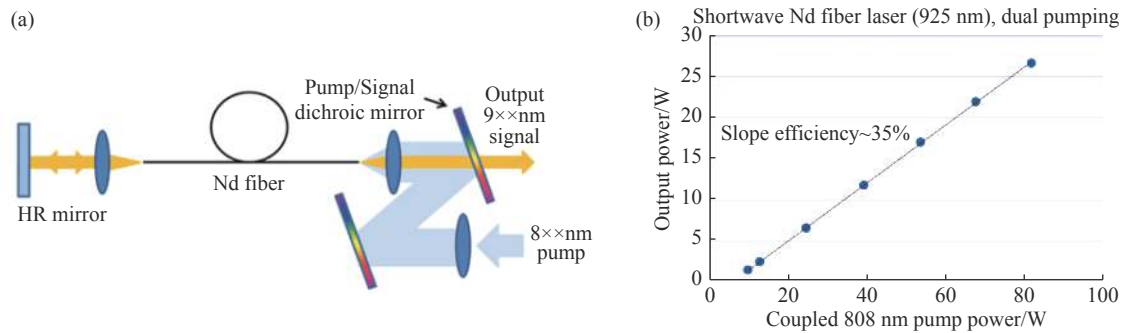 (a)
Pump/Signal
dichroic mirror
Output
9××nm
signal
Nd fiber
HR mirror
8××nm
pump
(b)
Shortwave Nd fiber laser (925 nm), dual pumping
30
25
20
15
10
5
0
Output power/W
Slope efficiency~35%
0 20 40 60 80 100
Coupled 808 nm pump power/W